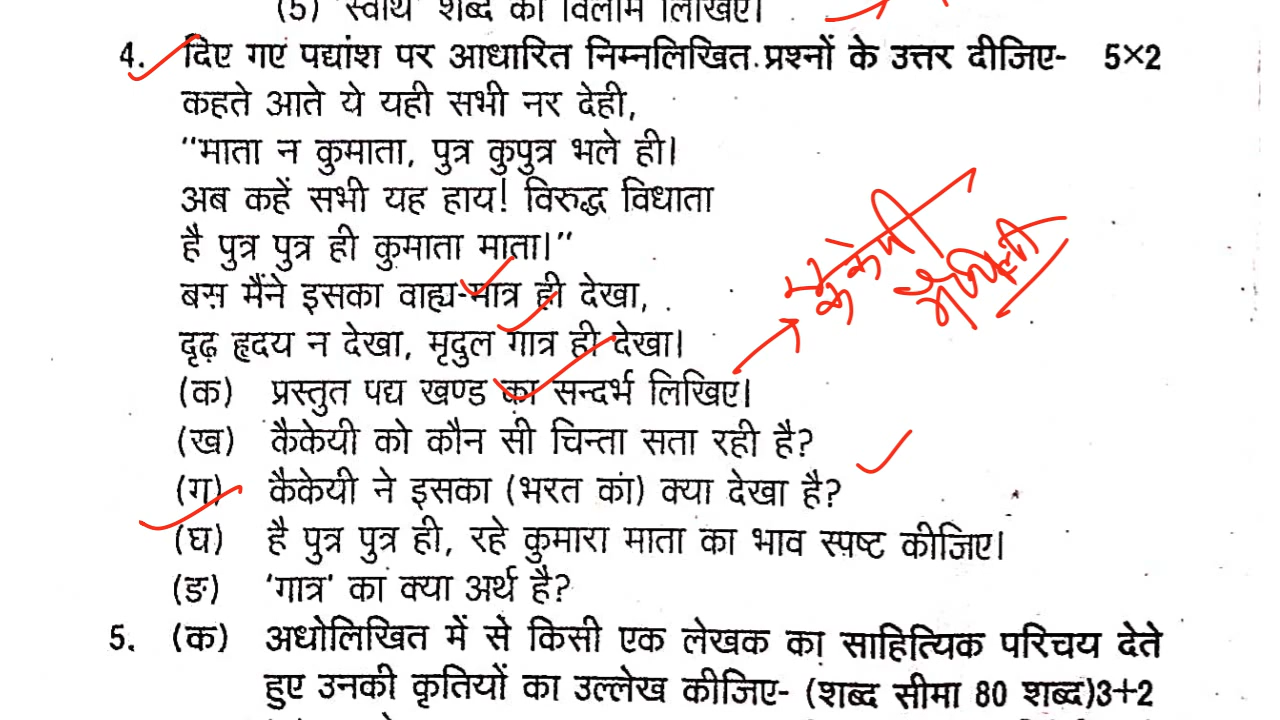 (5) 'स्वार्थ' शब्द का विलोम लिखिए।
4. दिए गए पद्यांश पर आधारित निम्नलिखित प्रश्नों के उत्तर दीजिए- 5×2
कहते आते ये यही सभी नर देही,
"माता न कुमाता, पुत्र कुपुत्र भले ही।
अब कहें सभी यह हाय! विरुद्ध विधाता
है पुत्र पुत्र ही कुमाता माता।"
बस मैंने इसका वाह्य-मात्र ही देखा,
दृढ़ हृदय न देखा, मृदुल गात्र ही देखा।
(क) प्रस्तुत पद्य खण्ड का सन्दर्भ लिखिए।
(ख) कैकेयी को कौन सी चिन्ता सता रही है?
(ग) कैकेयी ने इसका (भरत का) क्या देखा है?
(घ) है पुत्र पुत्र ही, रहे कुमारा माता का भाव स्पष्ट कीजिए।
(ङ) 'गात्र' का क्या अर्थ है?
5. (क) अधोलिखित में से किसी एक लेखक का साहित्यिक परिचय देते
हुए उनकी कृतियों का उल्लेख कीजिए- (शब्द सीमा 80 शब्द)3+2